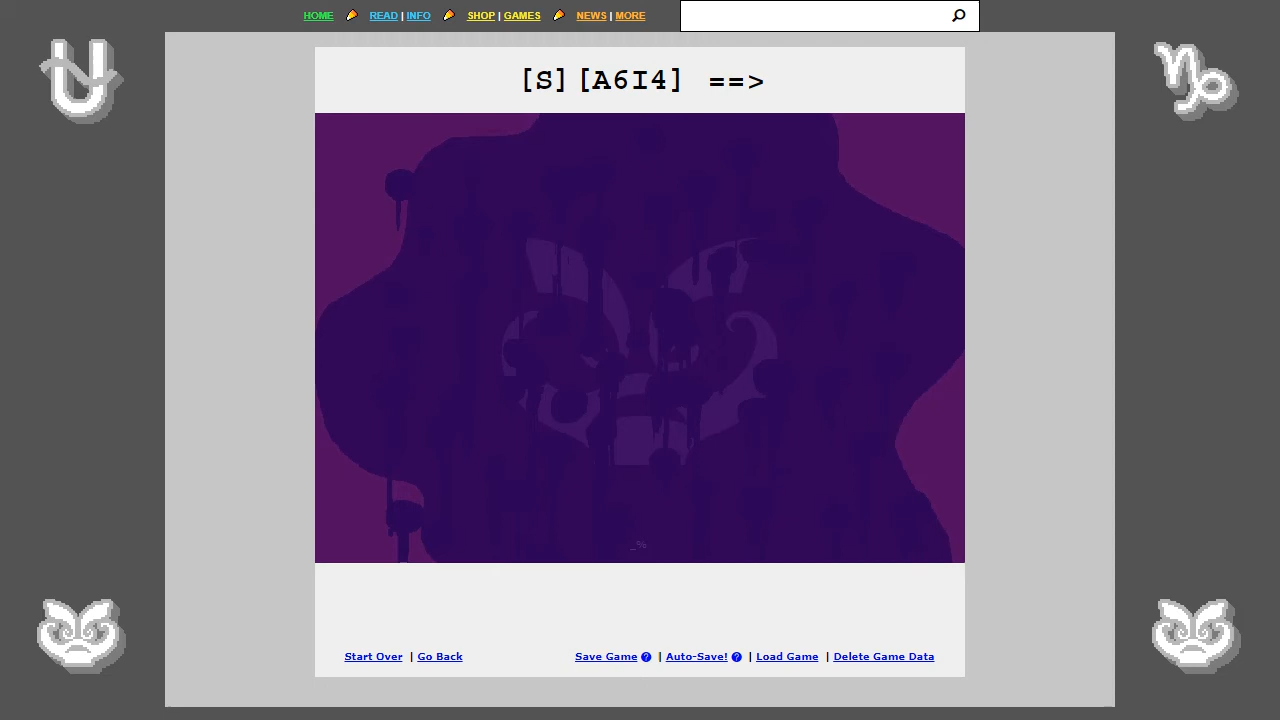 HOME READ | INFO SHOP | GAMES NEWS | MORE
[S] [A6I4] ==>
_%
Start Over | Go Back Save Game ? | Auto-Save! ? | Load Game | Delete Game Data